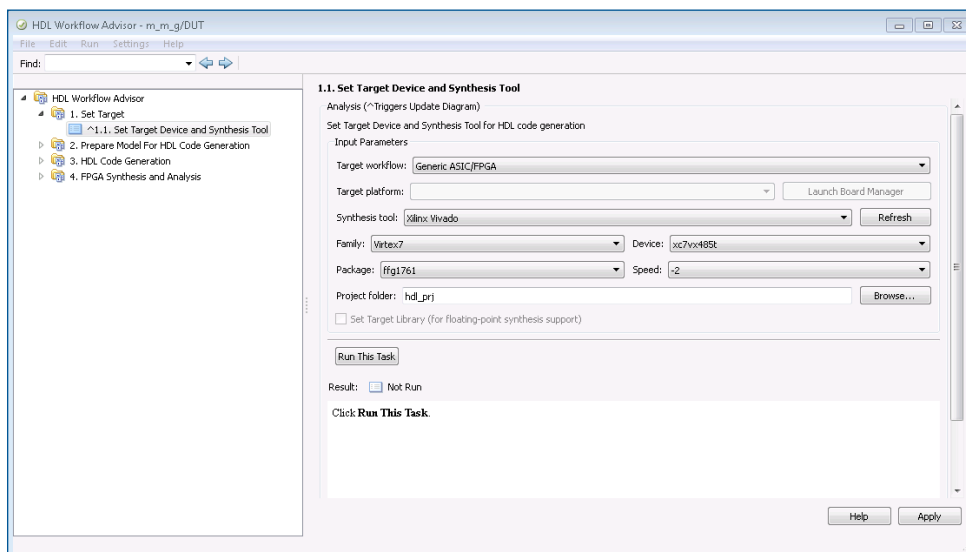 HDL Workflow Advisor - m_m_g/DUT
File Edit Run Settings Help
Find:
HDL Workflow Advisor
1. Set Target
^1.1. Set Target Device and Synthesis Tool
2. Prepare Model For HDL Code Generation
3. HDL Code Generation
4. FPGA Synthesis and Analysis
1.1. Set Target Device and Synthesis Tool
Analysis (^Triggers Update Diagram)
Set Target Device and Synthesis Tool for HDL code generation
Input Parameters
Target workflow: Generic ASIC/FPGA
Target platform: Launch Board Manager
Synthesis tool: Xilinx Vivado Refresh
Family: Virtex7 Device: xc7vx485t
Package: ffg1761 Speed: -2
Project folder: hdl_prj Browse...
Set Target Library (for floating-point synthesis support)
Run This Task
Result: Not Run
Click Run This Task.
Help Apply